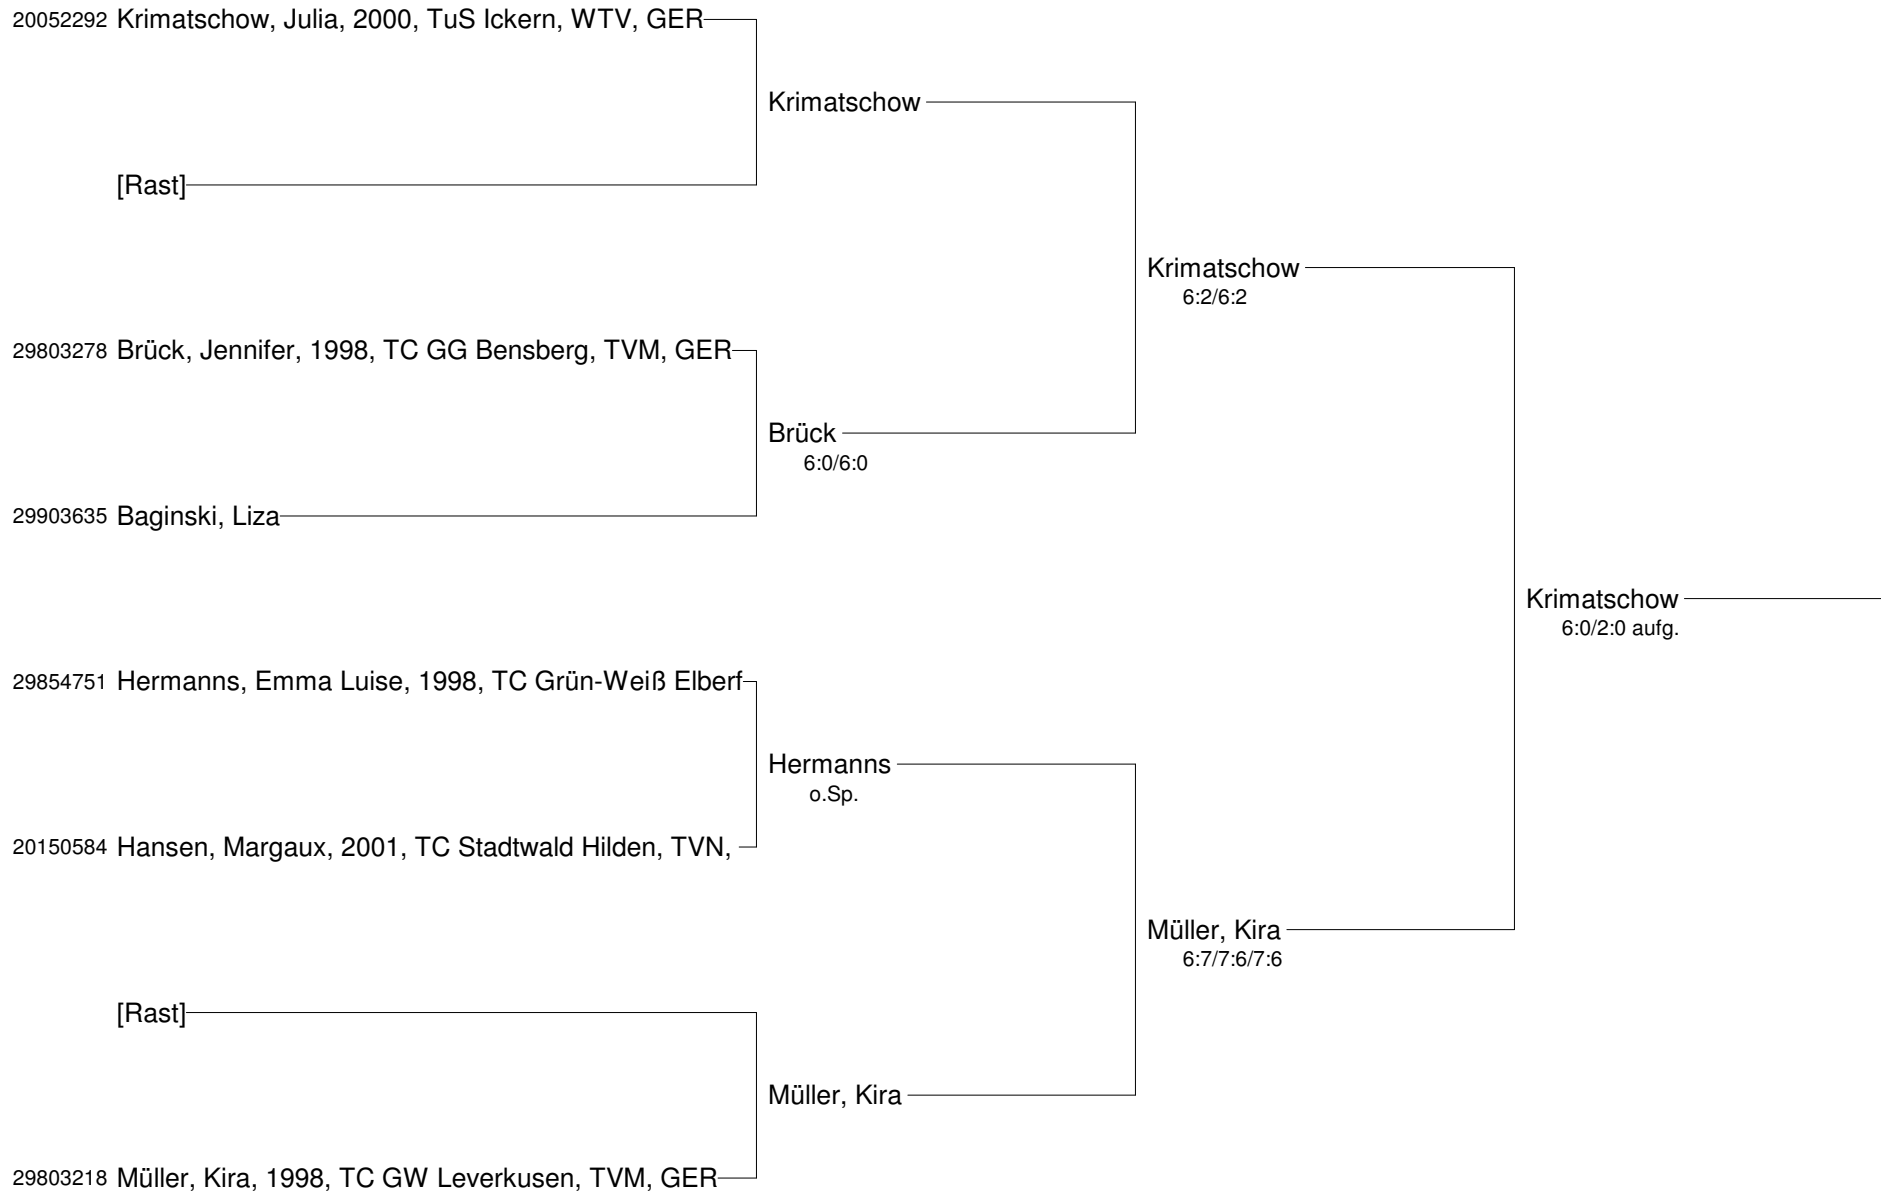 20052292 Krimatschow, Julia, 2000, TuS Ickern, WTV, GER
Krimatschow
[Rast]
Krimatschow
6:2/6:2
29803278 Brück, Jennifer, 1998, TC GG Bensberg, TVM, GER
Brück
6:0/6:0
29903635 Baginski, Liza
Krimatschow
6:0/2:0 aufg.
29854751 Hermanns, Emma Luise, 1998, TC Grün-Weiß Elberf
Hermanns
o.Sp.
20150584 Hansen, Margaux, 2001, TC Stadtwald Hilden, TVN,
Müller, Kira
6:7/7:6/7:6
[Rast]
Müller, Kira
29803218 Müller, Kira, 1998, TC GW Leverkusen, TVM, GER